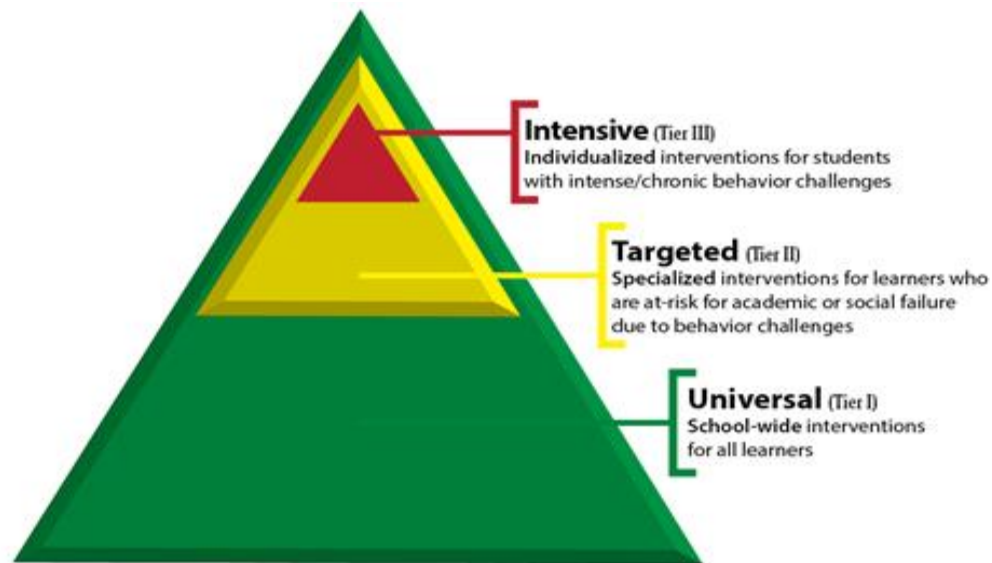 Intensive (Tier III)
Individualized interventions for students
with intense/chronic behavior challenges
Targeted (Tier II)
Specialized interventions for learners who
are at-risk for academic or social failure
due to behavior challenges
Universal (Tier I)
School-wide interventions
for all learners